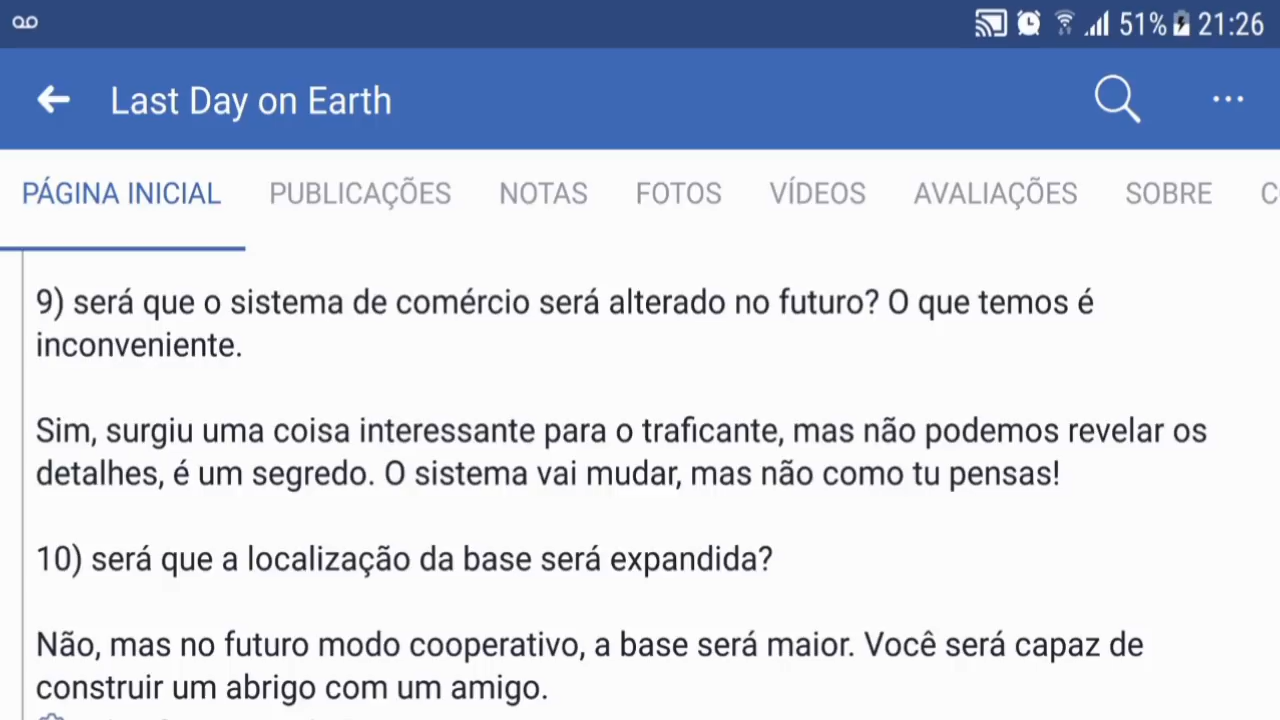 51% 21:26
Last Day on Earth
PÁGINA INICIAL PUBLICAÇÕES NOTAS FOTOS VÍDEOS AVALIAÇÕES SOBRE
9) será que o sistema de comércio será alterado no futuro? O que temos é
inconveniente.
Sim, surgiu uma coisa interessante para o traficante, mas não podemos revelar os
detalhes, é um segredo. O sistema vai mudar, mas não como tu pensas!
10) será que a localização da base será expandida?
Não, mas no futuro modo cooperativo, a base será maior. Você será capaz de
construir um abrigo com um amigo.